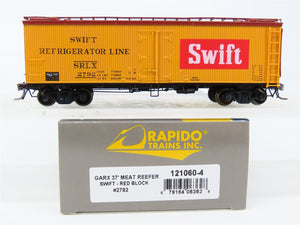 SWIFT
REFRIGERATOR LINE
SRLX
2792
Swift
RAPIDO
TRAINS INC.
GARX 37' MEAT REEFER
SWIFT - RED BLOCK
#2792
121060-4